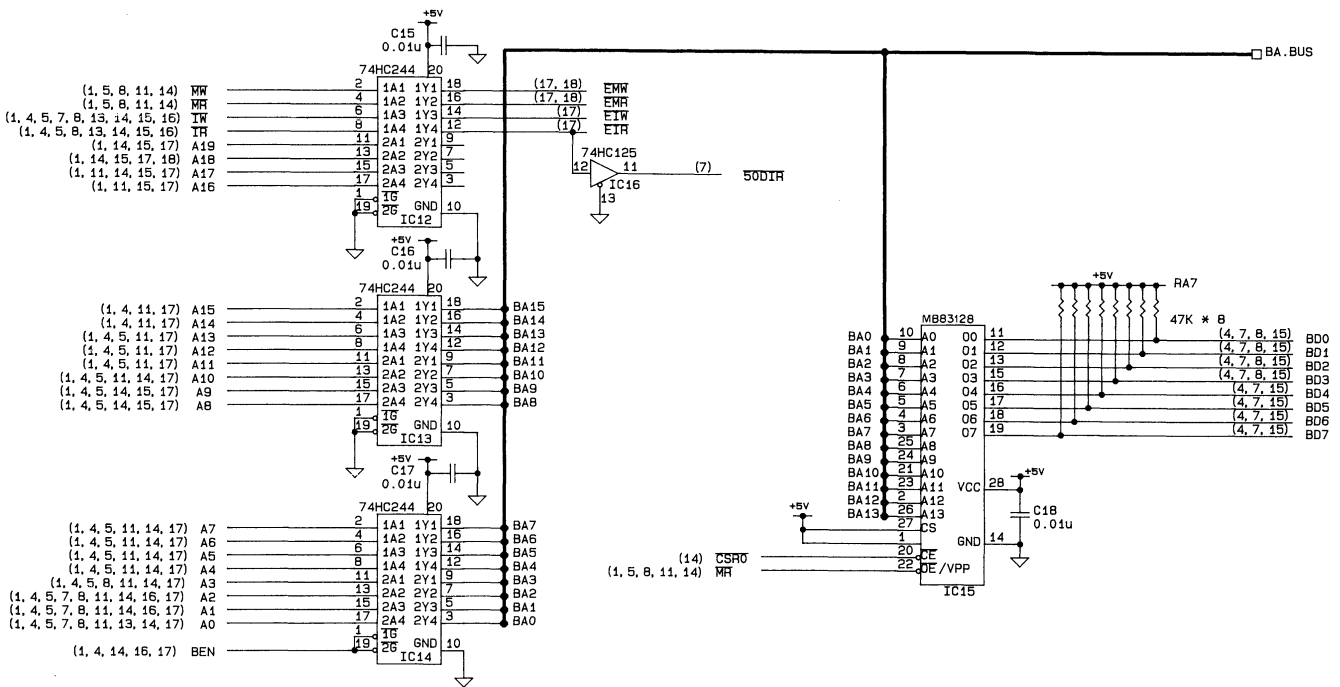 +5V
C15
0.01u
BA.BUS
74HC244 20
(1, 5, 8, 11, 14) MW 2 1A1 1Y1 18 (17, 18) EMW
(1, 5, 8, 11, 14) MR 4 1A2 1Y2 16 (17, 18) EMR
(1, 4, 5, 7, 8, 13, 14, 15, 16) IW 6 1A3 1Y3 14 (17) EIW
(1, 4, 5, 8, 13, 14, 15, 16) IR 8 1A4 1Y4 12 (17) EIR
(1, 14, 15, 17) A19 11 2A1 2Y1 9
(1, 14, 15, 17, 18) A18 13 2A2 2Y2 7
(1, 11, 14, 15, 17) A17 15 2A3 2Y3 5
(1, 11, 15, 17) A16 17 2A4 2Y4 3
1 1G
19 2G GND 10
IC12
74HC125
12 11 (7) 50DIR
IC16
13
+5V
C16
0.01u
74HC244 20
(1, 4, 11, 17) A15 2 1A1 1Y1 18 BA15
(1, 4, 11, 17) A14 4 1A2 1Y2 16 BA14
(1, 4, 5, 11, 17) A13 6 1A3 1Y3 14 BA13
(1, 4, 5, 11, 17) A12 8 1A4 1Y4 12 BA12
(1, 4, 5, 11, 17) A11 11 2A1 2Y1 9 BA11
(1, 4, 5, 11, 14, 17) A10 13 2A2 2Y2 7 BA10
(1, 4, 5, 14, 15, 17) A9 15 2A3 2Y3 5 BA9
(1, 4, 5, 14, 15, 17) A8 17 2A4 2Y4 3 BA8
1 1G
19 2G GND 10
IC13
+5V
C17
0.01u
74HC244 20
(1, 4, 5, 11, 14, 17) A7 2 1A1 1Y1 18 BA7
(1, 4, 5, 11, 14, 17) A6 4 1A2 1Y2 16 BA6
(1, 4, 5, 11, 14, 17) A5 6 1A3 1Y3 14 BA5
(1, 4, 5, 11, 14, 17) A4 8 1A4 1Y4 12 BA4
(1, 4, 5, 8, 11, 14, 17) A3 11 2A1 2Y1 9 BA3
(1, 4, 5, 7, 8, 11, 14, 16, 17) A2 13 2A2 2Y2 7 BA2
(1, 4, 5, 7, 8, 11, 14, 16, 17) A1 15 2A3 2Y3 5 BA1
(1, 4, 5, 7, 8, 11, 13, 14, 17) A0 17 2A4 2Y4 3 BA0
1 1G
(1, 4, 14, 16, 17) BEN 19 2G GND 10
IC14
+5V RA7
47K * 8
MB83128
BA0 10 A0 O0 11 (4, 7, 8, 15) BD0
BA1 9 A1 O1 12 (4, 7, 8, 15) BD1
BA2 8 A2 O2 13 (4, 7, 8, 15) BD2
BA3 7 A3 O3 15 (4, 7, 8, 15) BD3
BA4 6 A4 O4 16 (4, 7, 15) BD4
BA5 5 A5 O5 17 (4, 7, 15) BD5
BA6 4 A6 O6 18 (4, 7, 15) BD6
BA7 3 A7 O7 19 (4, 7, 15) BD7
BA8 25 A8
BA9 24 A9
BA10 21 A10
BA11 23 A11 VCC 28 +5V
BA12 2 A12
BA13 26 A13
C18
0.01u
+5V 27 CS
1 GND 14
(14) CSR0 20 CE
(1, 5, 8, 11, 14) MR 22 OE/VPP
IC15